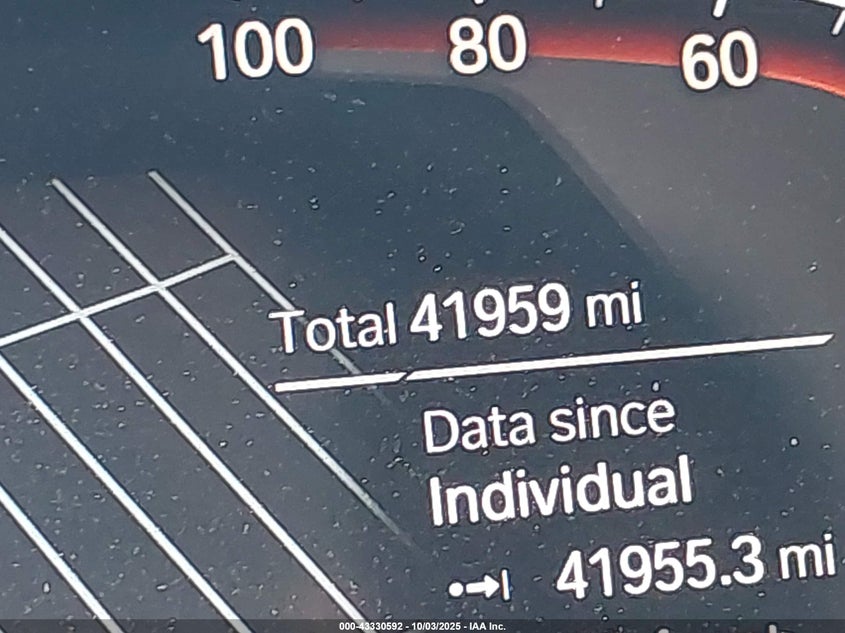 100 80 60
Total 41959 mi
Data since
Individual
41955.3 mi
000-43330592 - 10/03/2025 - IAA Inc.